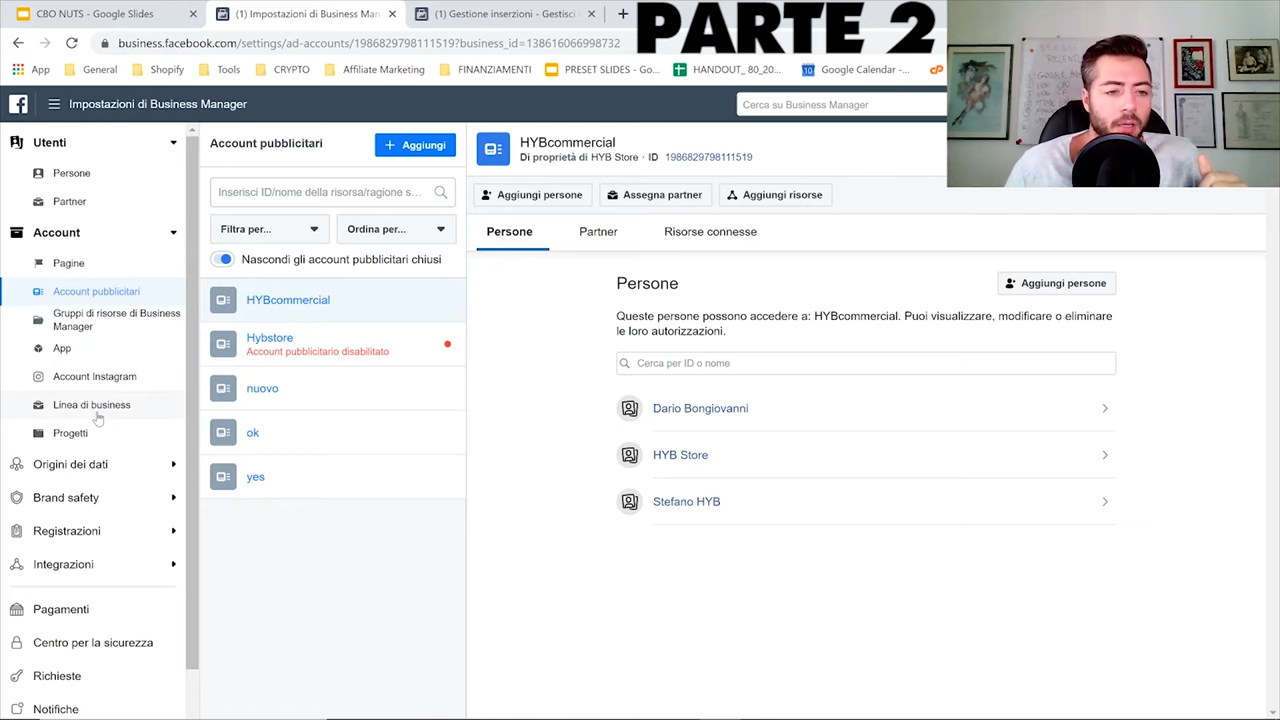 CBO NUTS - Google Slides
(1) Impostazioni di Business Man
(1) Gestione inserzioni - Gestisci
PARTE 2
business.facebook.com/settings/ad-accounts/1986829798111519?business_id=138616066998732
App
General
Shopify
Tools
CRYPTO
Affiliate Marketing
FINANZIAMENTI
PRESET SLIDES - Go...
HANDOUT_ 80_20...
Google Calendar -...
Impostazioni di Business Manager
Cerca su Business Manager
Utenti
Persone
Partner
Account
Pagine
Account pubblicitari
Gruppi di risorse di Business
Manager
App
Account Instagram
Linea di business
Progetti
Origini dei dati
Brand safety
Registrazioni
Integrazioni
Pagamenti
Centro per la sicurezza
Richieste
Notifiche
Account pubblicitari
+ Aggiungi
Inserisci ID/nome della risorsa/ragione s...
Filtra per...
Ordina per...
Nascondi gli account pubblicitari chiusi
HYBcommercial
Hybstore
Account pubblicitario disabilitato
nuovo
ok
yes
HYBcommercial
Di proprietà di HYB Store · ID 1986829798111519
Aggiungi persone
Assegna partner
Aggiungi risorse
Persone
Partner
Risorse connesse
Persone
Aggiungi persone
Queste persone possono accedere a: HYBcommercial. Puoi visualizzare, modificare o eliminare
le loro autorizzazioni.
Cerca per ID o nome
Dario Bongiovanni
HYB Store
Stefano HYB